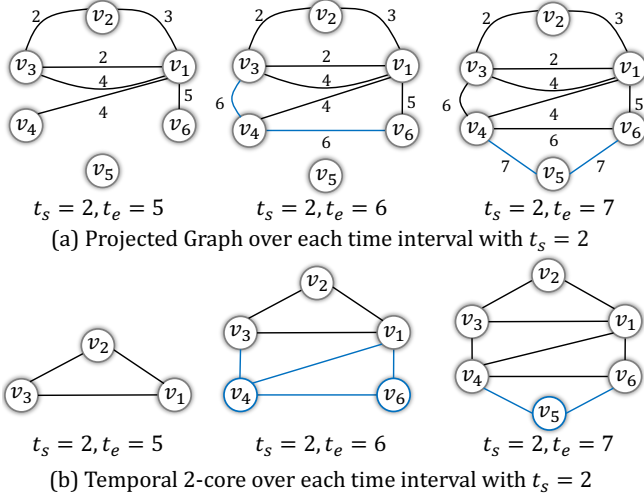 2 v₂ 3 2 v₂ 3 2 v₂ 3
v₃ 2 v₁ v₃ 2 v₁ v₃ 2 v₁
4 4 4
4 5 6 4 5 6 4 5
v₄ v₆ v₄ 6 v₆ v₄ 6 v₆
v₅ v₅ 7 v₅ 7
tₛ = 2, tₑ = 5 tₛ = 2, tₑ = 6 tₛ = 2, tₑ = 7
(a) Projected Graph over each time interval with tₛ = 2
v₂ v₂ v₂
v₃ v₁ v₃ v₁ v₃ v₁
v₄ v₆ v₄ v₆
v₅
tₛ = 2, tₑ = 5 tₛ = 2, tₑ = 6 tₛ = 2, tₑ = 7
(b) Temporal 2-core over each time interval with tₛ = 2